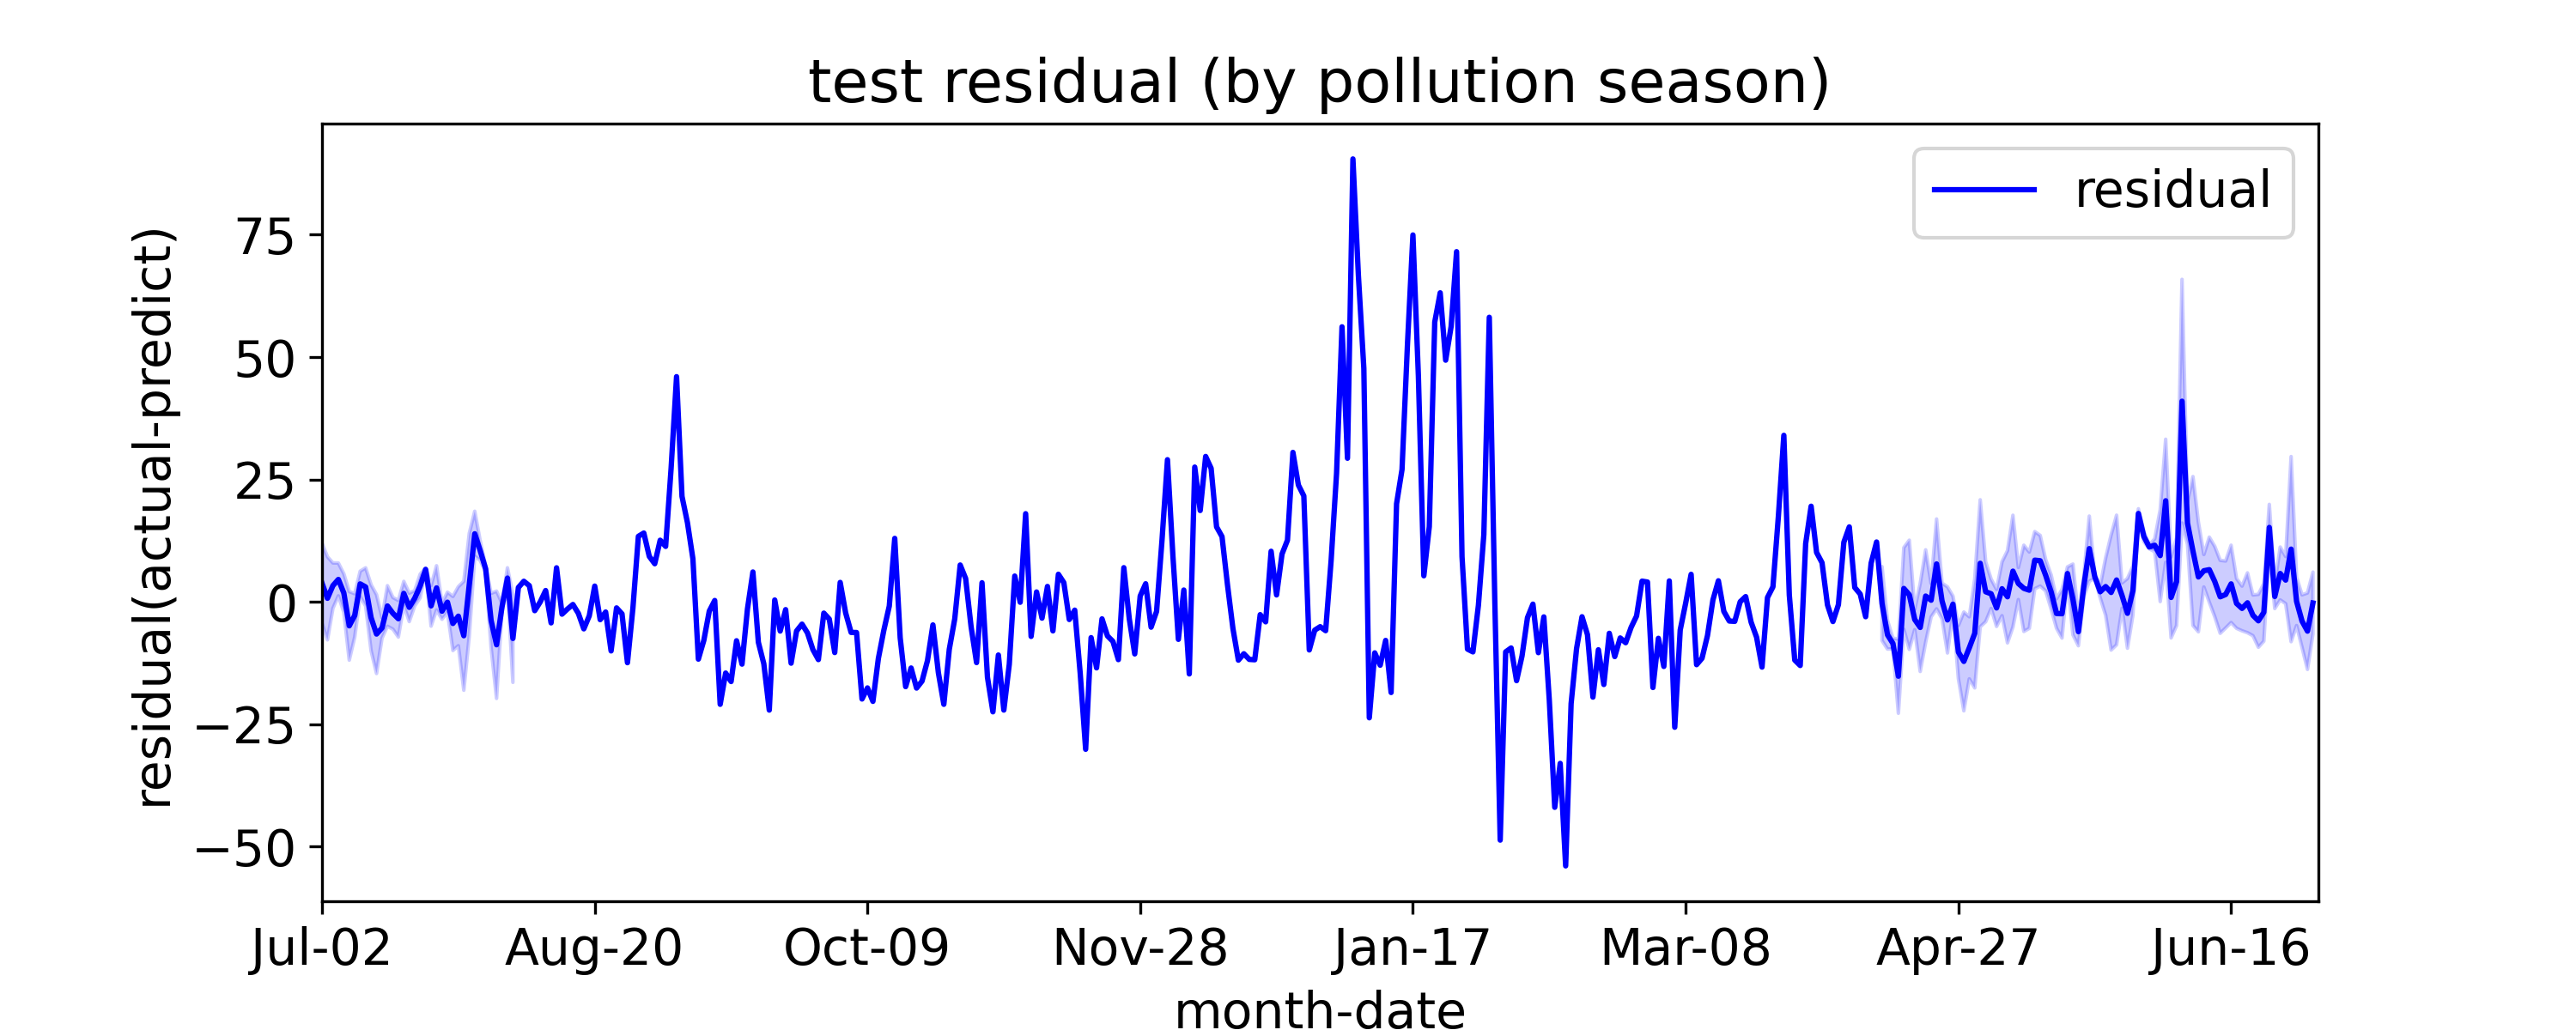 test residual (by pollution season)
residual
residual(actual-predict)
75
50
25
0
−25
−50
Jul-02 Aug-20 Oct-09 Nov-28 Jan-17 Mar-08 Apr-27 Jun-16
month-date